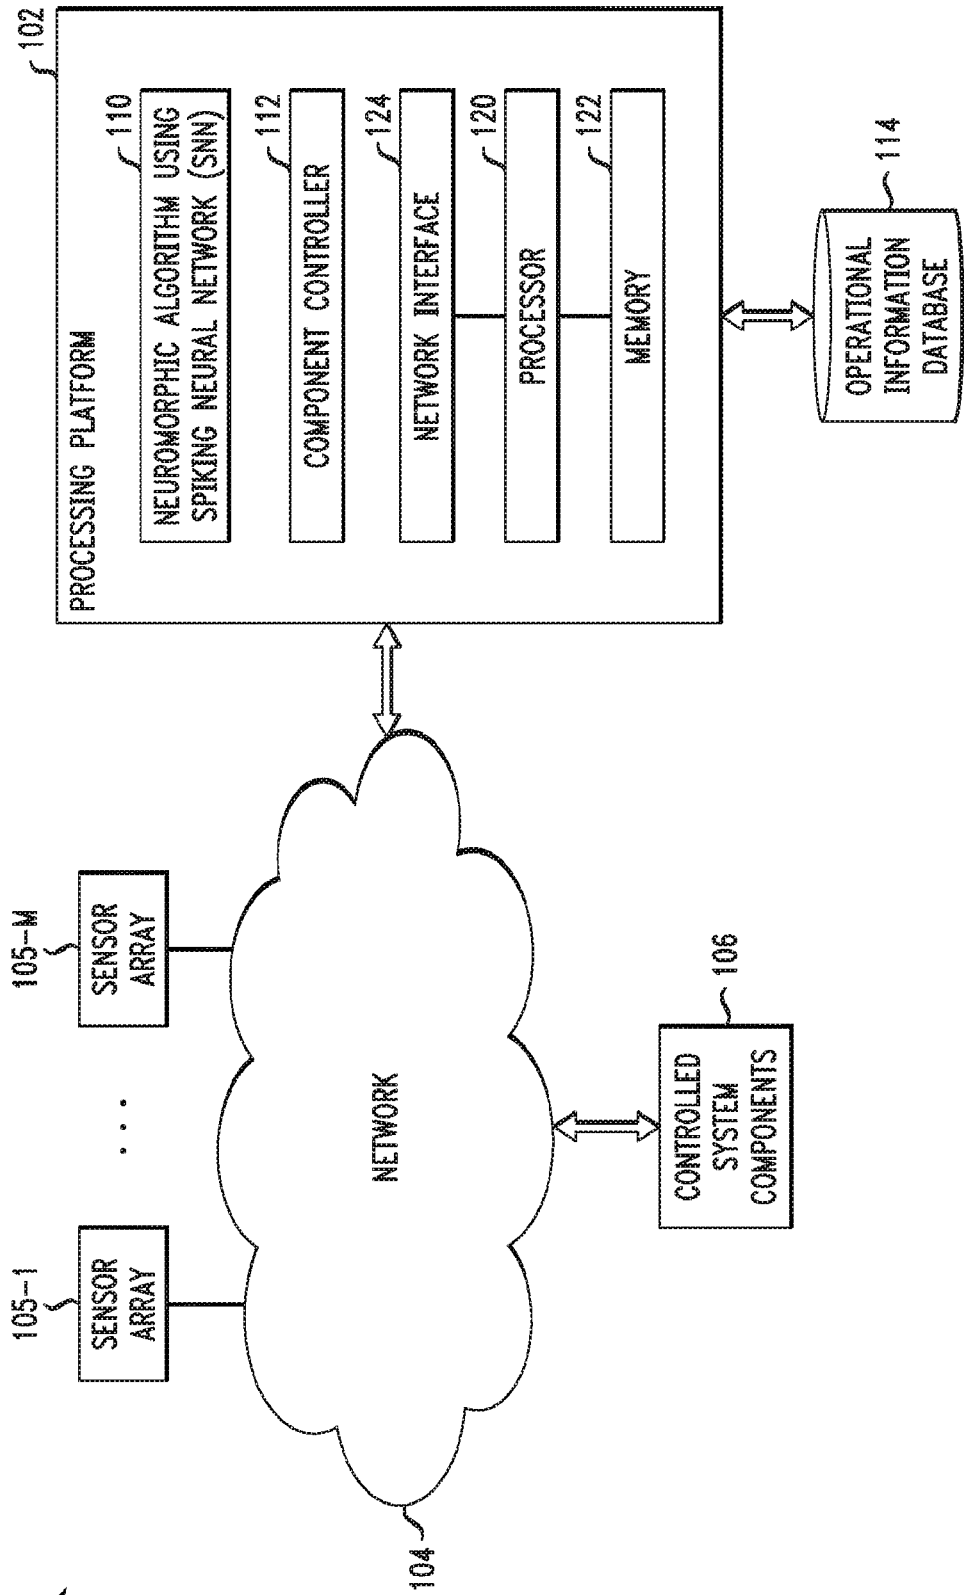 105-1
SENSOR
ARRAY
. . .
105-M
SENSOR
ARRAY
104
NETWORK
CONTROLLED
SYSTEM
COMPONENTS
106
102
PROCESSING PLATFORM
110
NEUROMORPHIC ALGORITHM USING
SPIKING NEURAL NETWORK (SNN)
112
COMPONENT CONTROLLER
124
NETWORK INTERFACE
120
PROCESSOR
122
MEMORY
OPERATIONAL
INFORMATION
DATABASE
114